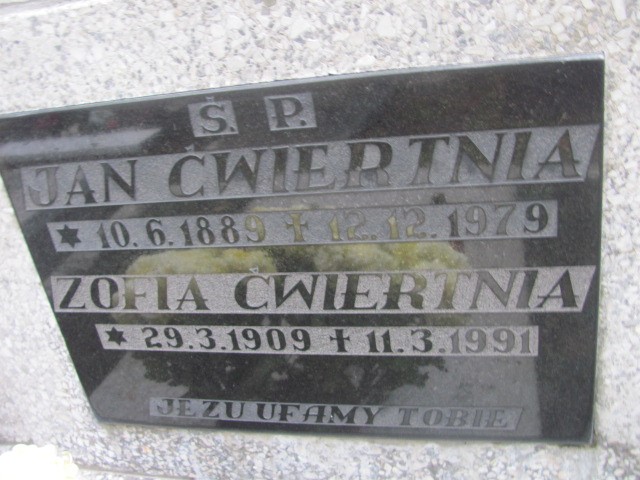 Ś. P.
JAN ĆWIERTNIA
★ 10.6.1889 ✝ 12.12.1979
ZOFIA ĆWIERTNIA
★ 29.3.1909 ✝ 11.3.1991
JEZU UFAMY TOBIE